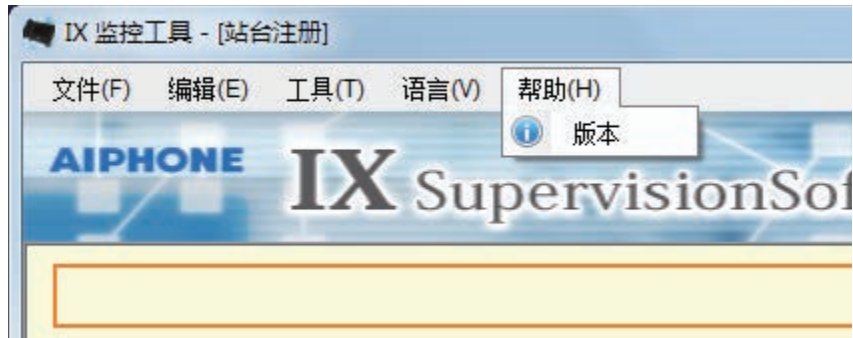 IX 监控工具 - [站台注册]
文件(F) 编辑(E) 工具(T) 语言(V) 帮助(H)
版本
AIPHONE IX SupervisionSof